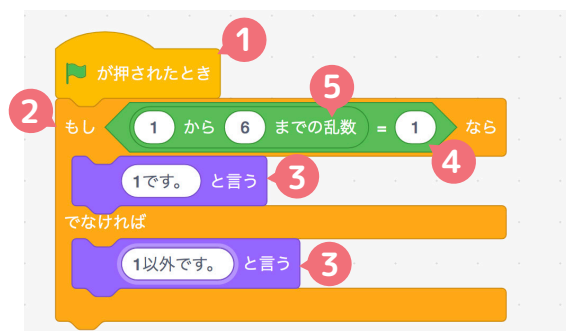 1
が押されたとき
5
2
もし 1 から 6 までの乱数 = 1 なら
4
1です。 と言う 3
でなければ
1以外です。 と言う 3